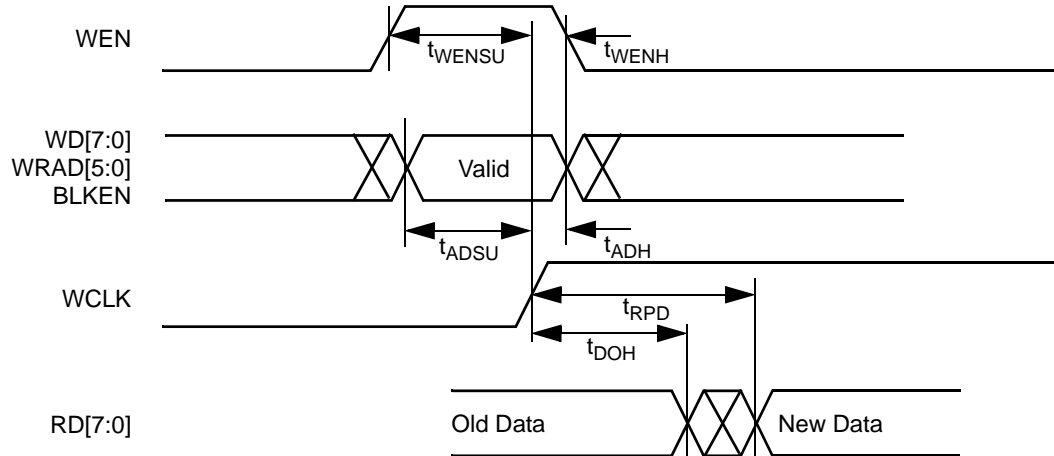 WEN
tWENSU
tWENH
WD[7:0]
WRAD[5:0]
BLKEN
Valid
tADSU
tADH
WCLK
tRPD
tDOH
RD[7:0]
Old Data
New Data